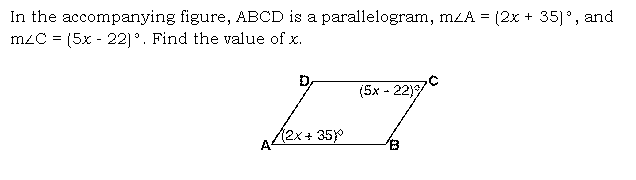 In the accompanying figure, ABCD is a parallelogram, m∠A = (2x + 35)°, and
m∠C = (5x - 22)°. Find the value of x.
D C
(5x - 22)°
(2x + 35)°
A B